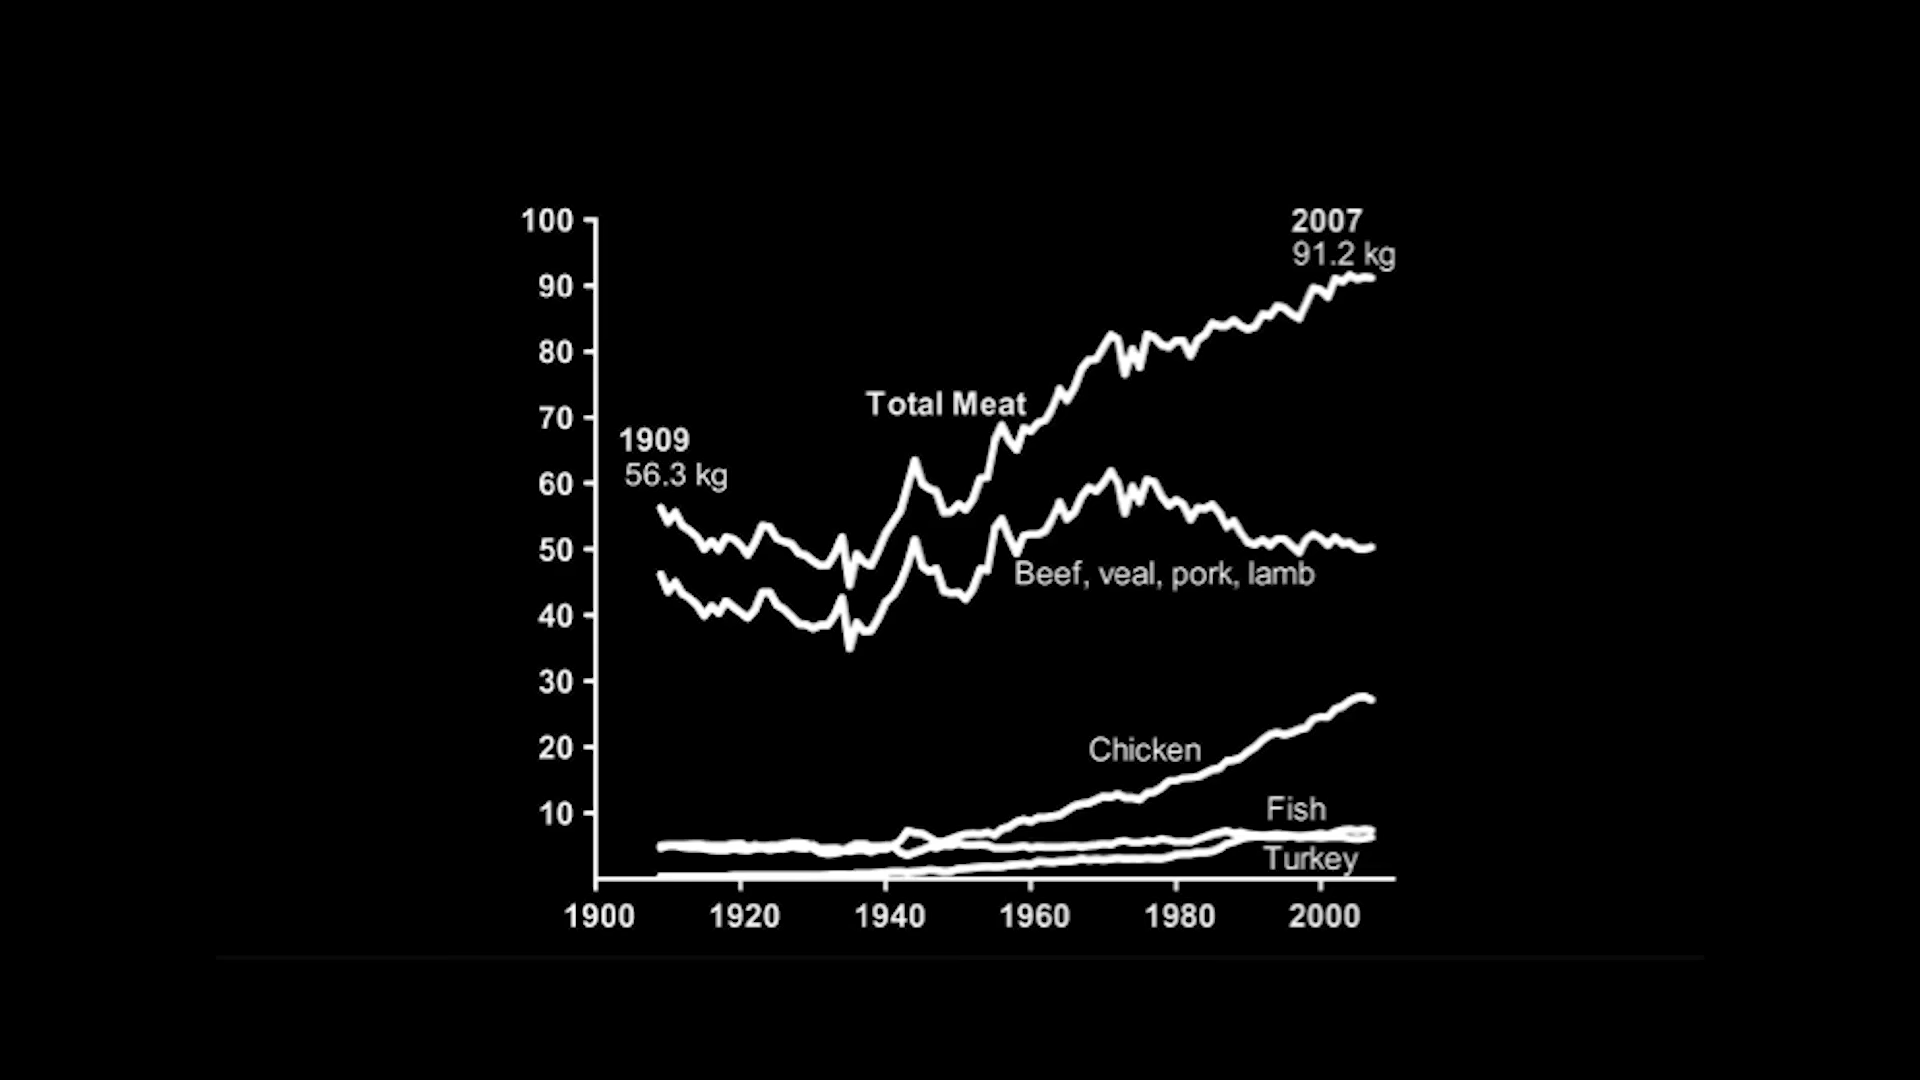 100
2007
91.2 kg
90
80
Total Meat
70
1909
56.3 kg
60
50
Beef, veal, pork, lamb
40
30
20
Chicken
10
Fish
Turkey
1900 1920 1940 1960 1980 2000